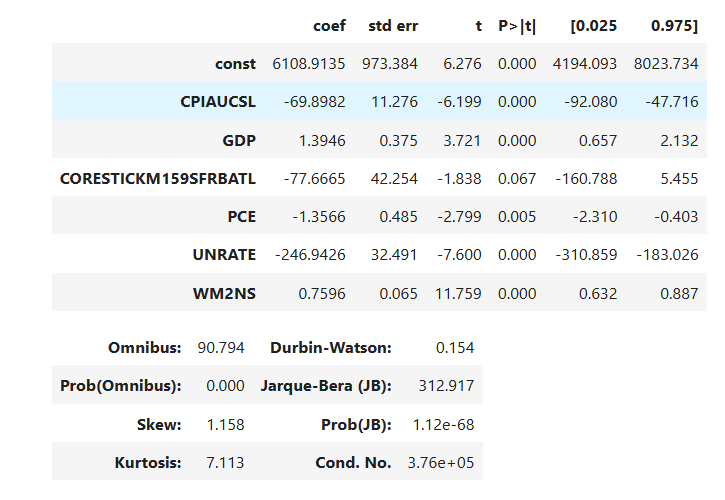 coef std err t P>|t| [0.025 0.975]
const 6108.9135 973.384 6.276 0.000 4194.093 8023.734
CPIAUCSL -69.8982 11.276 -6.199 0.000 -92.080 -47.716
GDP 1.3946 0.375 3.721 0.000 0.657 2.132
CORESTICKM159SFRBATL -77.6665 42.254 -1.838 0.067 -160.788 5.455
PCE -1.3566 0.485 -2.799 0.005 -2.310 -0.403
UNRATE -246.9426 32.491 -7.600 0.000 -310.859 -183.026
WM2NS 0.7596 0.065 11.759 0.000 0.632 0.887
Omnibus: 90.794 Durbin-Watson: 0.154
Prob(Omnibus): 0.000 Jarque-Bera (JB): 312.917
Skew: 1.158 Prob(JB): 1.12e-68
Kurtosis: 7.113 Cond. No. 3.76e+05